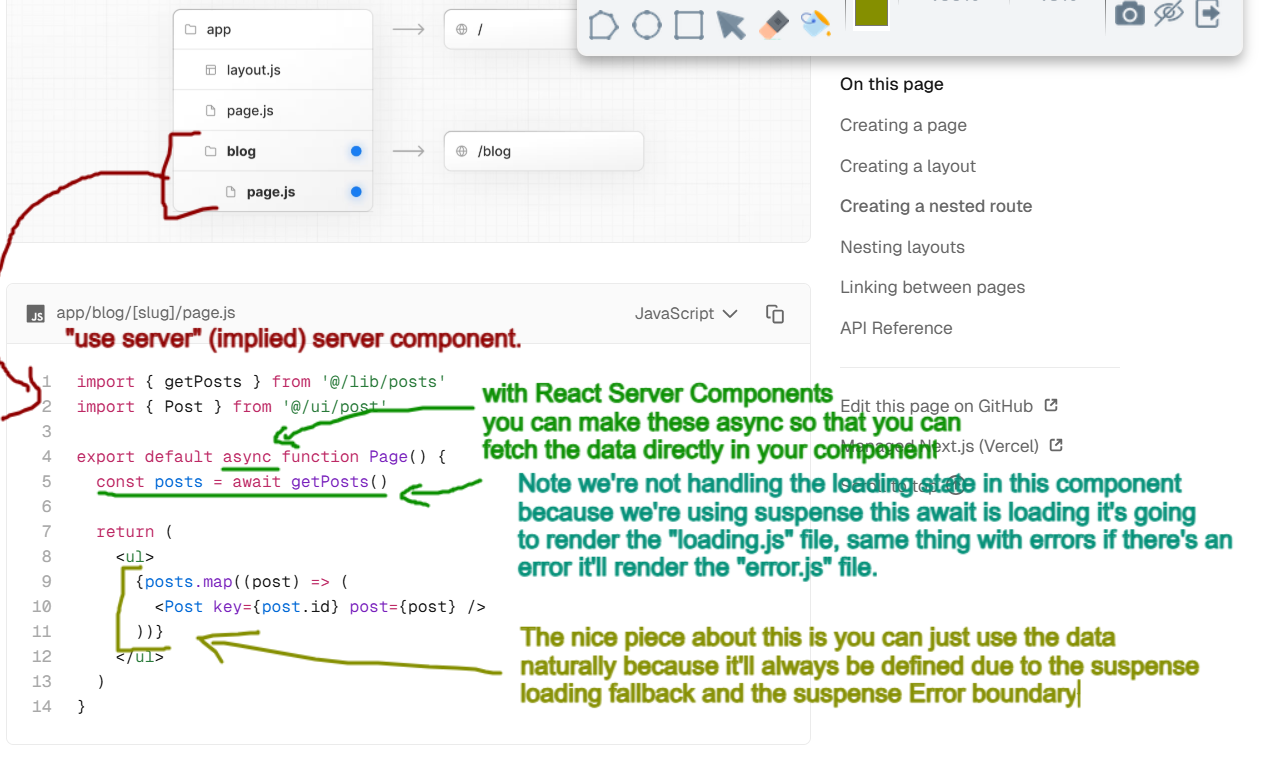 app
/
layout.js
page.js
blog
/blog
page.js
On this page
Creating a page
Creating a layout
Creating a nested route
Nesting layouts
Linking between pages
API Reference
Edit this page on GitHub
Managed Next.js (Vercel)
Scroll to top
JS
app/blog/[slug]/page.js
JavaScript
"use server" (implied) server component.
1 import { getPosts } from '@/lib/posts'
2 import { Post } from '@/ui/post'
3
4 export default async function Page() {
5 const posts = await getPosts()
6
7 return (
8 <ul>
9 {posts.map((post) => (
10 <Post key={post.id} post={post} />
11 ))}
12 </ul>
13 )
14 }
with React Server Components
you can make these async so that you can
fetch the data directly in your component
Note we're not handling the loading state in this component
because we're using suspense this await is loading it's going
to render the "loading.js" file, same thing with errors if there's an
error it'll render the "error.js" file.
The nice piece about this is you can just use the data
naturally because it'll always be defined due to the suspense
loading fallback and the suspense Error boundary